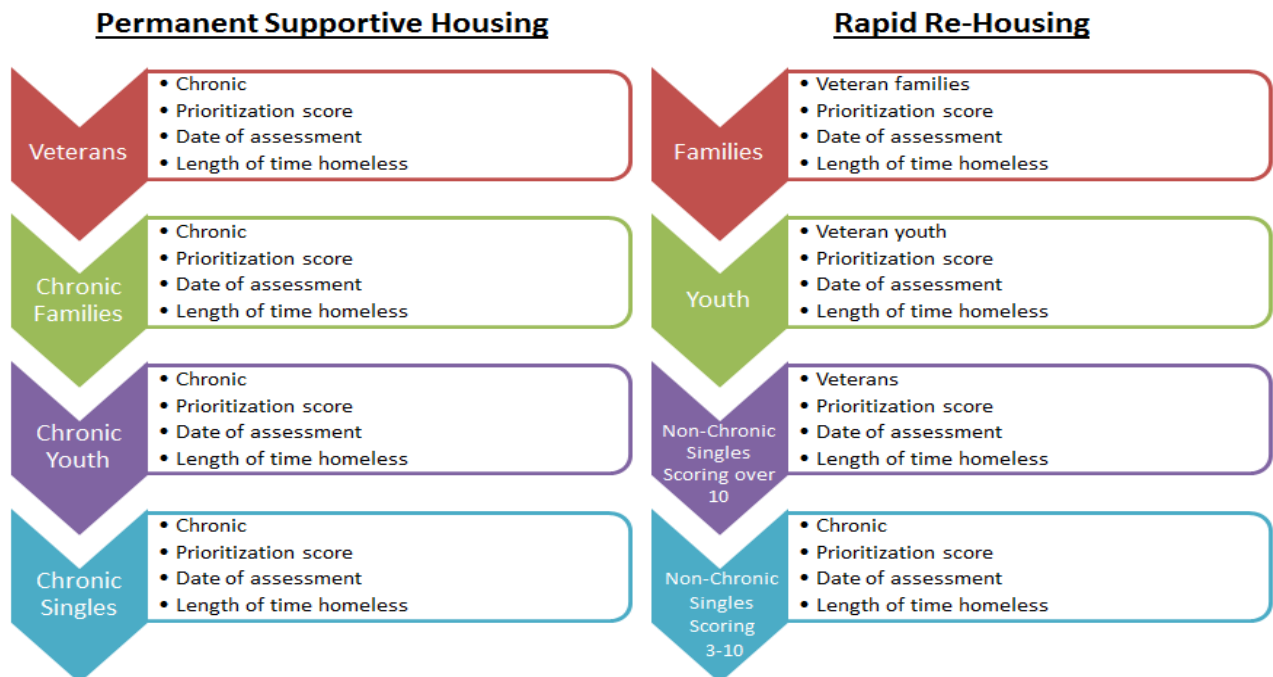 Permanent Supportive Housing
Veterans
• Chronic
• Prioritization score
• Date of assessment
• Length of time homeless
Chronic
Families
• Chronic
• Prioritization score
• Date of assessment
• Length of time homeless
Chronic
Youth
• Chronic
• Prioritization score
• Date of assessment
• Length of time homeless
Chronic
Singles
• Chronic
• Prioritization score
• Date of assessment
• Length of time homeless
Rapid Re-Housing
Families
• Veteran families
• Prioritization score
• Date of assessment
• Length of time homeless
Youth
• Veteran youth
• Prioritization score
• Date of assessment
• Length of time homeless
Non-Chronic
Singles
Scoring over
10
• Veterans
• Prioritization score
• Date of assessment
• Length of time homeless
Non-Chronic
Singles
Scoring
3-10
• Chronic
• Prioritization score
• Date of assessment
• Length of time homeless